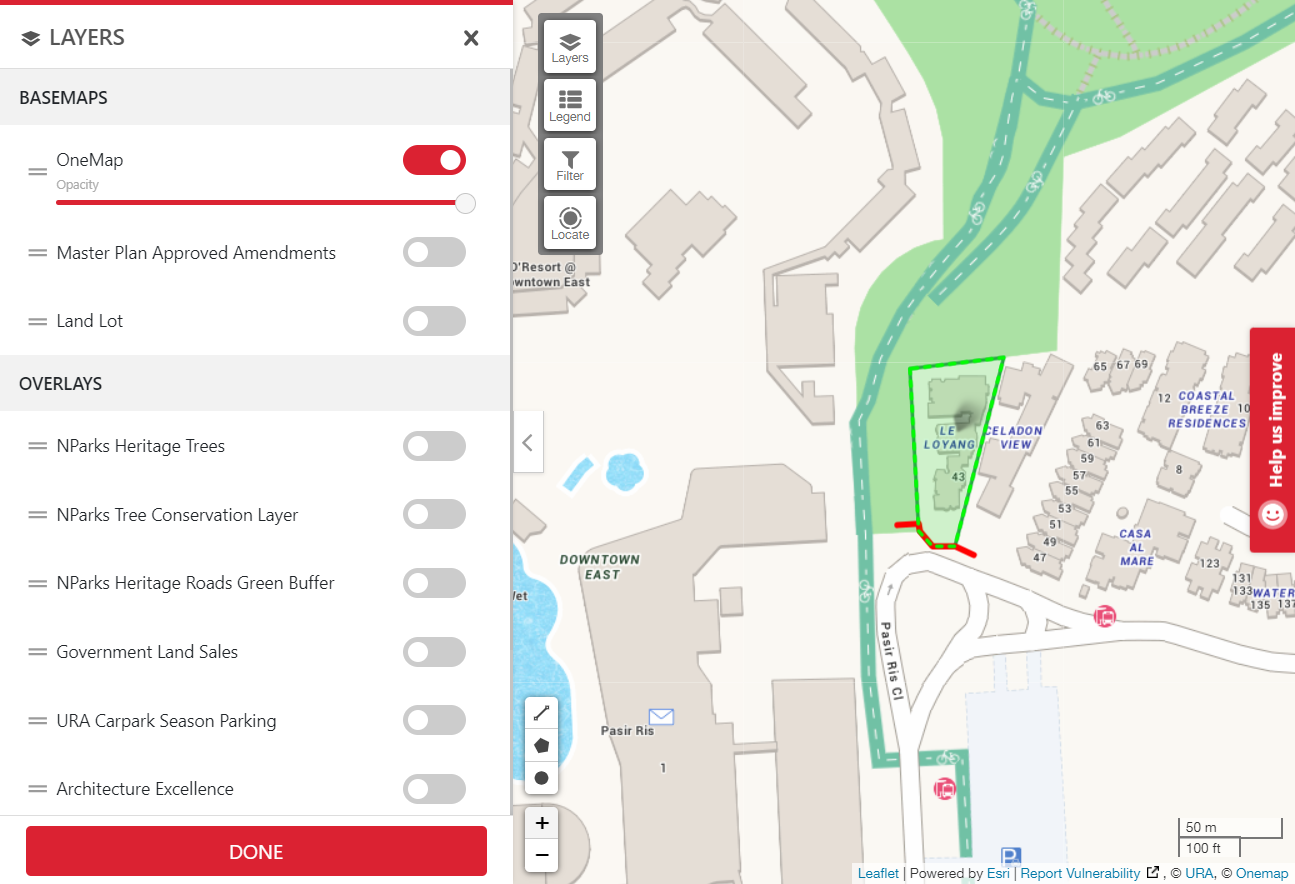 LAYERS
BASEMAPS
OneMap
Opacity
Master Plan Approved Amendments
Land Lot
OVERLAYS
NParks Heritage Trees
NParks Tree Conservation Layer
NParks Heritage Roads Green Buffer
Government Land Sales
URA Carpark Season Parking
Architecture Excellence
DONE
Layers
Legend
Filter
Locate
D'Resort @
wntown East
65
67
69
12
COASTAL
BREEZE
RESIDENCES
10
LE
LOYANG
43
CELADON
VIEW
63
61
59
57
55
53
51
49
47
8
CASA
AL
MARE
123
131
133
WATER
135
137
DOWNTOWN
EAST
Wet
Pasir Ris Cl
Pasir Ris
1
P
Help us improve
+
−
50 m
100 ft
Leaflet | Powered by Esri | Report Vulnerability , © URA, © Onemap